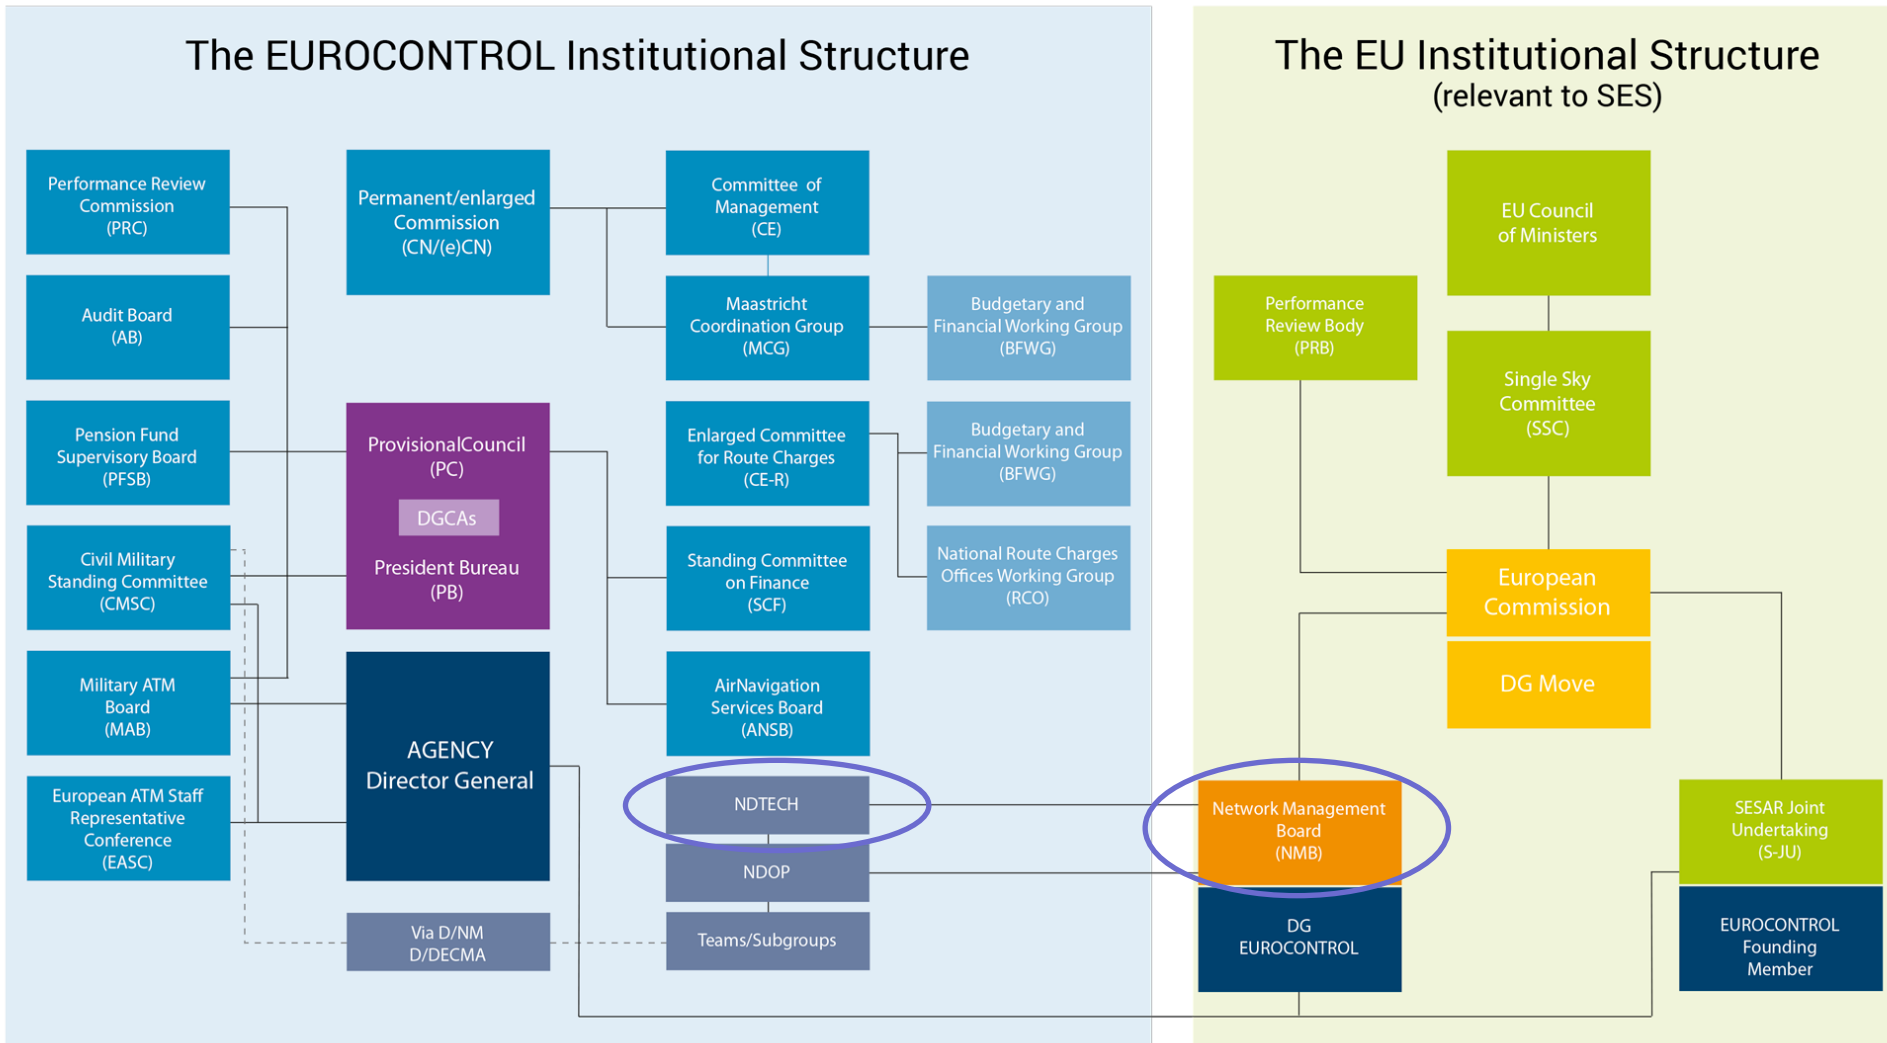 The EUROCONTROL Institutional Structure
Performance Review
Commission
(PRC)
Audit Board
(AB)
Pension Fund
Supervisory Board
(PFSB)
Civil Military
Standing Committee
(CMSC)
Military ATM
Board
(MAB)
European ATM Staff
Representative
Conference
(EASC)
Permanent/enlarged
Commission
(CN/(e)CN)
ProvisionalCouncil
(PC)
DGCAs
President Bureau
(PB)
AGENCY
Director General
Via D/NM
D/DECMA
Committee of
Management
(CE)
Maastricht
Coordination Group
(MCG)
Enlarged Committee
for Route Charges
(CE-R)
Standing Committee
on Finance
(SCF)
AirNavigation
Services Board
(ANSB)
NDTECH
NDOP
Teams/Subgroups
Budgetary and
Financial Working Group
(BFWG)
Budgetary and
Financial Working Group
(BFWG)
National Route Charges
Offices Working Group
(RCO)
The EU Institutional Structure
(relevant to SES)
EU Council
of Ministers
Performance
Review Body
(PRB)
Single Sky
Committee
(SSC)
European
Commission
DG Move
Network Management
Board
(NMB)
DG
EUROCONTROL
SESAR Joint
Undertaking
(S-JU)
EUROCONTROL
Founding
Member